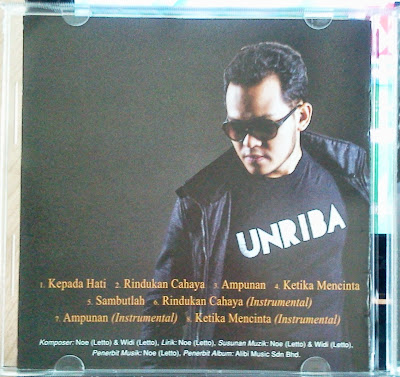 UNRIBA
1. Kepada Hati 2. Rindukan Cahaya 3. Ampunan 4. Ketika Mencinta
5. Sambutlah 6. Rindukan Cahaya (Instrumental)
7. Ampunan (Instrumental) 8. Ketika Mencinta (Instrumental)
Komposer: Noe (Letto) & Widi (Letto), Lirik: Noe (Letto), Susunan Muzik: Noe (Letto) & Widi (Letto),
Penerbit Musik: Noe (Letto), Penerbit Album: Alibi Music Sdn Bhd.